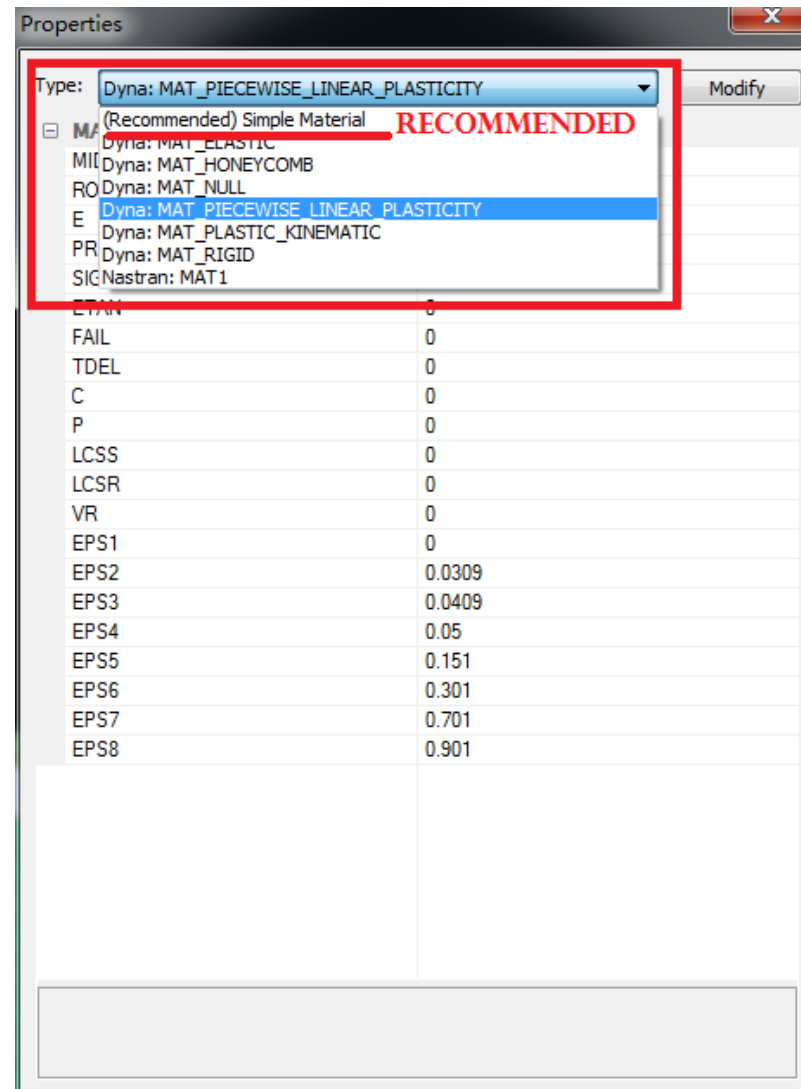 Properties
Type: Dyna: MAT_PIECEWISE_LINEAR_PLASTICITY Modify
(Recommended) Simple Material RECOMMENDED
Dyna: MAT_ELASTIC
Dyna: MAT_HONEYCOMB
Dyna: MAT_NULL
Dyna: MAT_PIECEWISE_LINEAR_PLASTICITY
E
Dyna: MAT_PLASTIC_KINEMATIC
PR
Dyna: MAT_RIGID
Nastran: MAT1
ETAN 0
FAIL 0
TDEL 0
C 0
P 0
LCSS 0
LCSR 0
VR 0
EPS1 0
EPS2 0.0309
EPS3 0.0409
EPS4 0.05
EPS5 0.151
EPS6 0.301
EPS7 0.701
EPS8 0.901